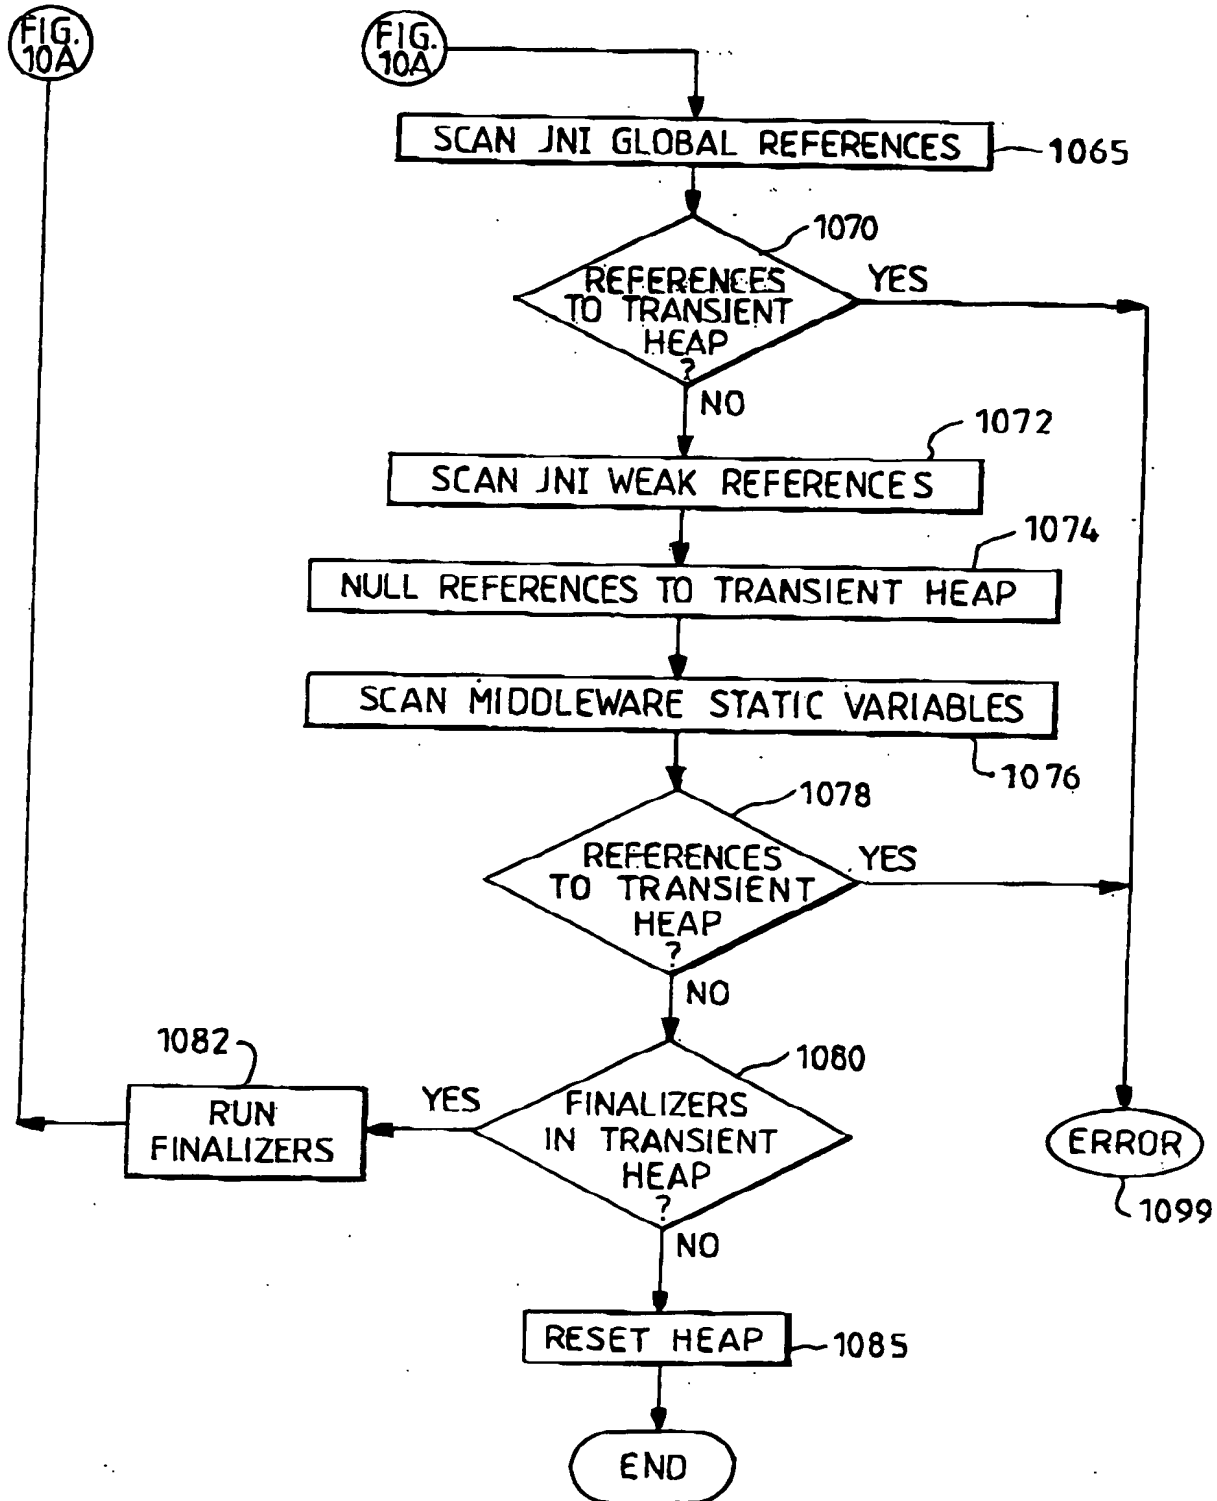 FIG.
10A
FIG.
10A
SCAN JNI GLOBAL REFERENCES
1065
1070
REFERENCES
TO TRANSIENT
HEAP
?
YES
NO
1072
SCAN JNI WEAK REFERENCES
1074
NULL REFERENCES TO TRANSIENT HEAP
SCAN MIDDLEWARE STATIC VARIABLES
1076
1078
REFERENCES
TO TRANSIENT
HEAP
?
YES
NO
1080
FINALIZERS
IN TRANSIENT
HEAP
?
YES
1082
RUN
FINALIZERS
NO
ERROR
1099
RESET HEAP
1085
END